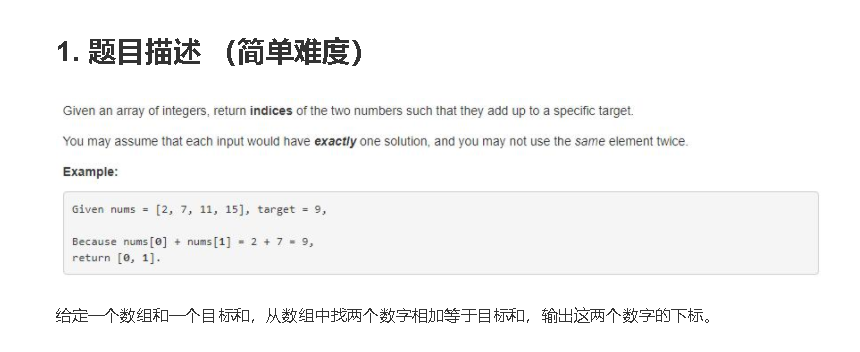 1. 题目描述 （简单难度）
Given an array of integers, return indices of the two numbers such that they add up to a specific target.
You may assume that each input would have exactly one solution, and you may not use the same element twice.
Example:
Given nums = [2, 7, 11, 15], target = 9,
Because nums[0] + nums[1] = 2 + 7 = 9,
return [0, 1].
给定一个数组和一个目标和，从数组中找两个数字相加等于目标和，输出这两个数字的下标。